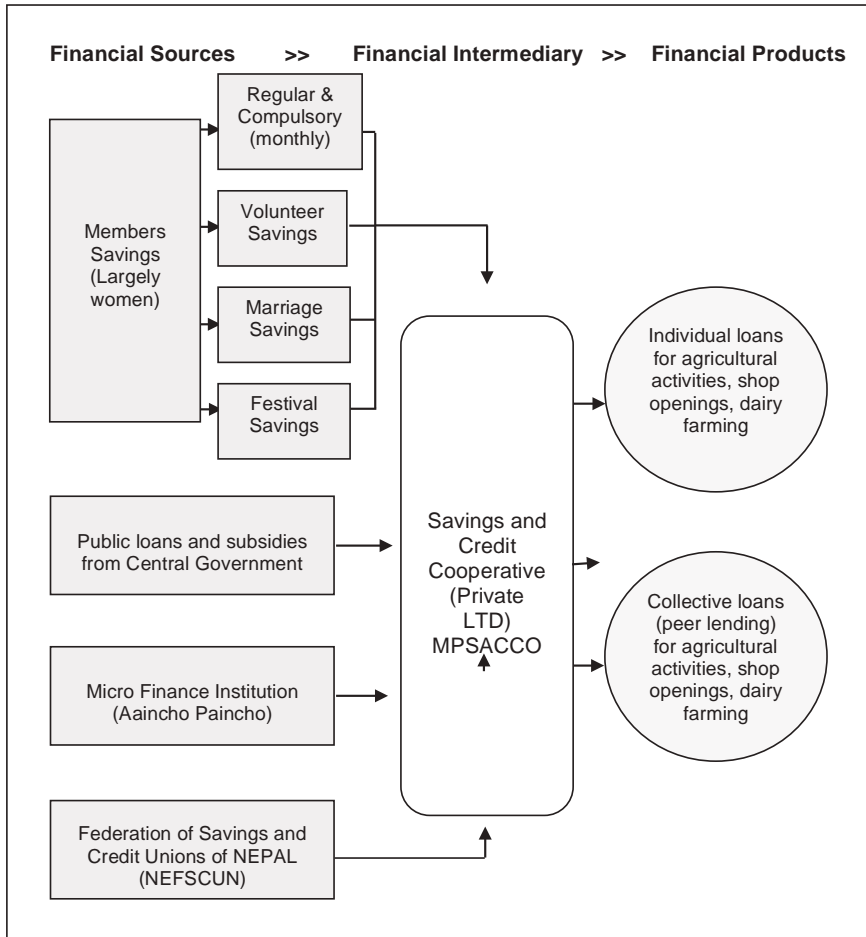 Financial Sources >> Financial Intermediary >> Financial Products
Regular &
Compulsory
(monthly)
Members
Savings
(Largely
women)
Volunteer
Savings
Marriage
Savings
Festival
Savings
Public loans and subsidies
from Central Government
Micro Finance Institution
(Aaincho Paincho)
Federation of Savings and
Credit Unions of NEPAL
(NEFSCUN)
Savings and
Credit
Cooperative
(Private
LTD)
MPSACCO
Individual loans
for agricultural
activities, shop
openings, dairy
farming
Collective loans
(peer lending)
for agricultural
activities, shop
openings, dairy
farming